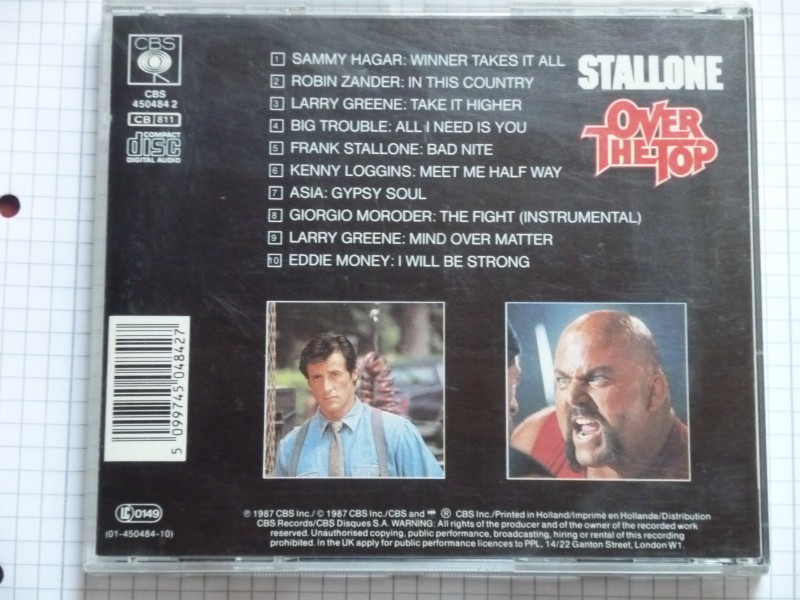 CBS
CBS
450484 2
CB 811
COMPACT
disc
DIGITAL AUDIO
1 SAMMY HAGAR: WINNER TAKES IT ALL
2 ROBIN ZANDER: IN THIS COUNTRY
3 LARRY GREENE: TAKE IT HIGHER
4 BIG TROUBLE: ALL I NEED IS YOU
5 FRANK STALLONE: BAD NITE
6 KENNY LOGGINS: MEET ME HALF WAY
7 ASIA: GYPSY SOUL
8 GIORGIO MORODER: THE FIGHT (INSTRUMENTAL)
9 LARRY GREENE: MIND OVER MATTER
10 EDDIE MONEY: I WILL BE STRONG
STALLONE
OVER
THE TOP
5 099745 048427
LC 0149
(01-450484-10)
℗ 1987 CBS Inc./© 1987 CBS Inc./CBS and ® CBS Inc./Printed in Holland/Imprimé en Hollande/Distribution
CBS Records/CBS Disques S.A. WARNING: All rights of the producer and of the owner of the recorded work
reserved. Unauthorised copying, public performance, broadcasting, hiring or rental of this recording
prohibited. In the UK apply for public performance licences to PPL, 14/22 Ganton Street, London W1.